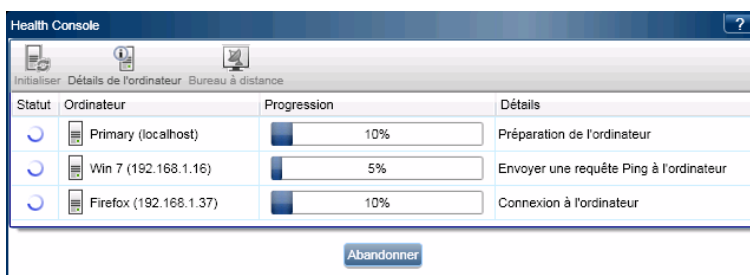 Health Console
?
Initialiser Détails de l'ordinateur Bureau à distance
Statut Ordinateur Progression Détails
Primary (localhost) 10% Préparation de l'ordinateur
Win 7 (192.168.1.16) 5% Envoyer une requête Ping à l'ordinateur
Firefox (192.168.1.37) 10% Connexion à l'ordinateur
Abandonner